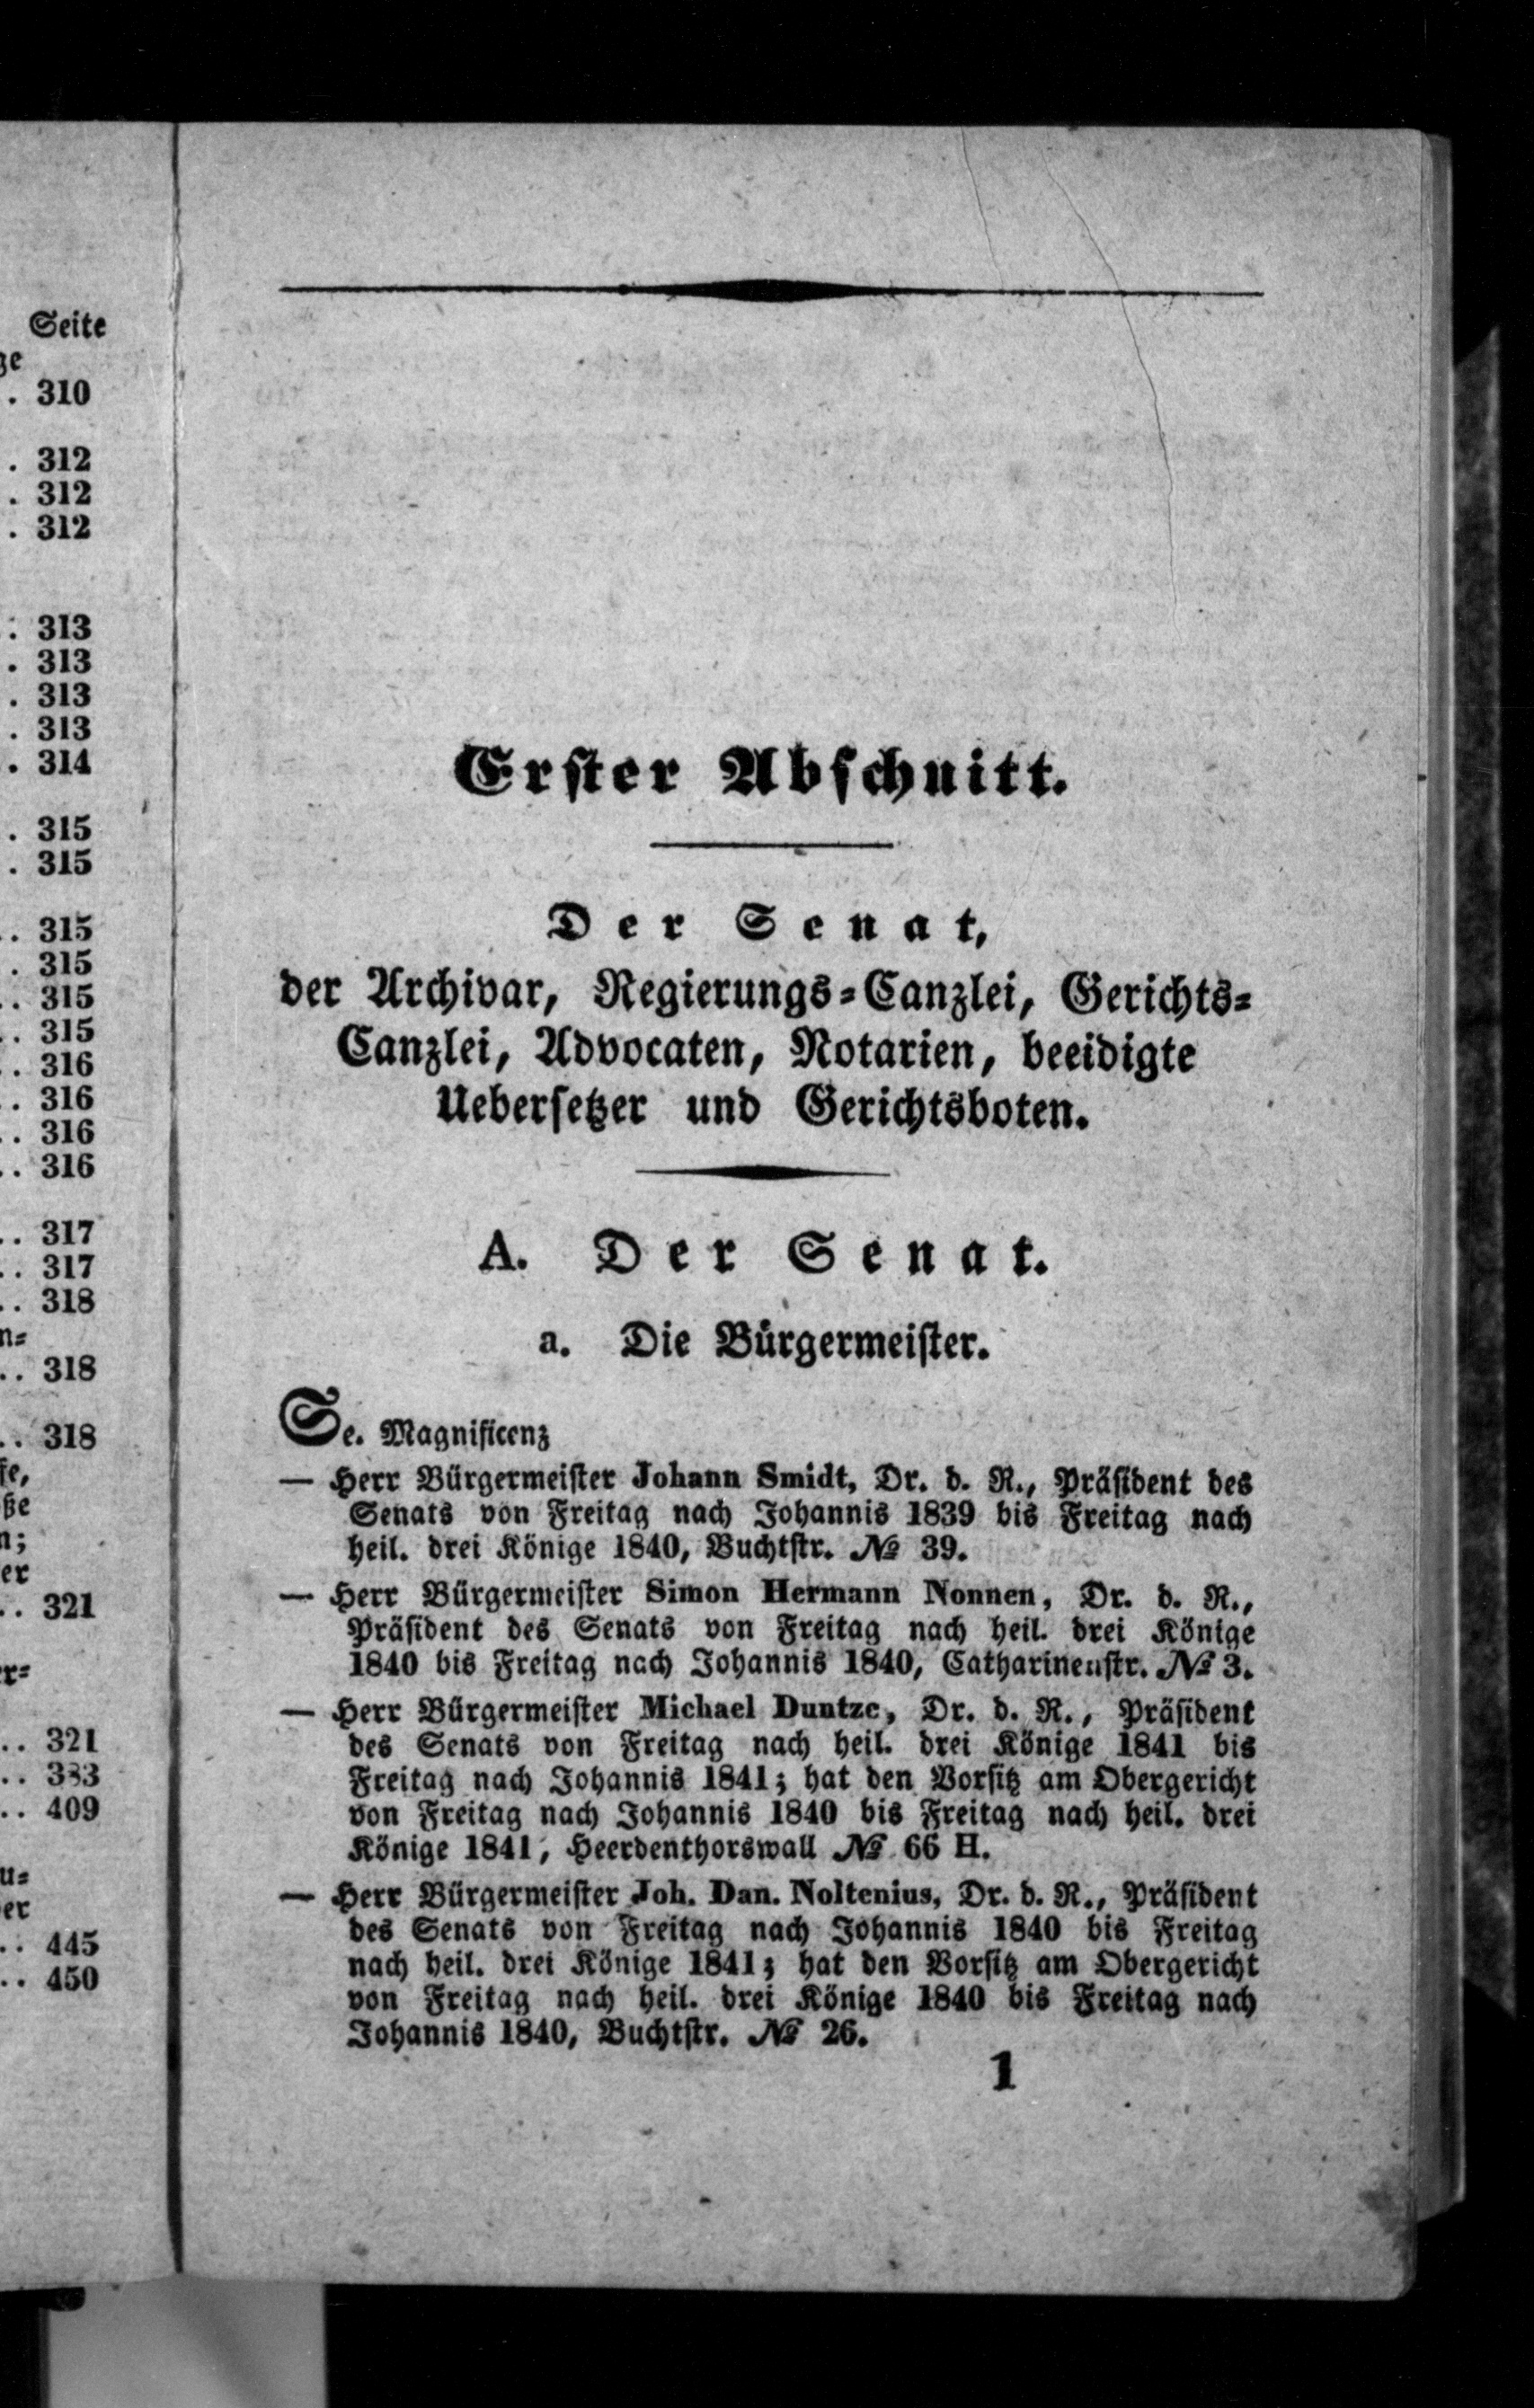 Seite
ge
. 310
. 312
. 312
. 312
. 313
. 313
. 313
. 313
. 314
. 315
. 315
.. 315
. 315
.. 315
.. 315
.. 316
.. 316
.. 316
.. 316
.. 317
.. 317
.. 318
n=
.. 318
.. 318
ße
n;
er
.. 321
r=
.. 321
.. 383
.. 409
u=
er
.. 445
.. 450
Erster Abschnitt.
Der Senat,
der Archivar, Regierungs=Canzlei, Gerichts=
Canzlei, Advocaten, Notarien, beeidigte
Uebersetzer und Gerichtsboten.
A. Der Senat.
a. Die Bürgermeister.
Se. Magnificenz
— Herr Bürgermeister Johann Smidt, Dr. d. R., Präsident des
Senats von Freitag nach Johannis 1839 bis Freitag nach
heil. drei Könige 1840, Buchtstr. № 39.
— Herr Bürgermeister Simon Hermann Nonnen, Dr. d. R.,
Präsident des Senats von Freitag nach heil. drei Könige
1840 bis Freitag nach Johannis 1840, Catharinenstr. № 3.
— Herr Bürgermeister Michael Duntze, Dr. d. R., Präsident
des Senats von Freitag nach heil. drei Könige 1841 bis
Freitag nach Johannis 1841; hat den Vorsitz am Obergericht
von Freitag nach Johannis 1840 bis Freitag nach heil. drei
Könige 1841, Heerdenthorswall № 66 H.
— Herr Bürgermeister Joh. Dan. Noltenius, Dr. d. R., Präsident
des Senats von Freitag nach Johannis 1840 bis Freitag
nach heil. drei Könige 1841; hat den Vorsitz am Obergericht
von Freitag nach heil. drei Könige 1840 bis Freitag nach
Johannis 1840, Buchtstr. № 26.
1